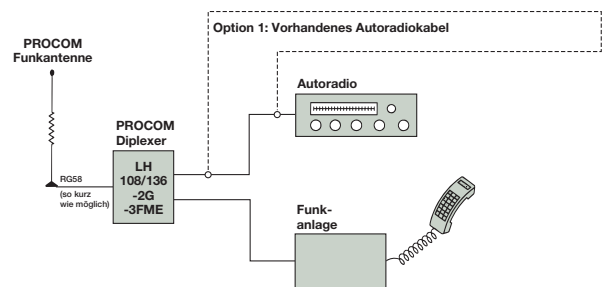 Option 1: Vorhandenes Autoradiokabel
PROCOM
Funkantenne
Autoradio
PROCOM
Diplexer
LH
108/136
-2G
-3FME
RG58
(so kurz
wie möglich)
Funk-
anlage